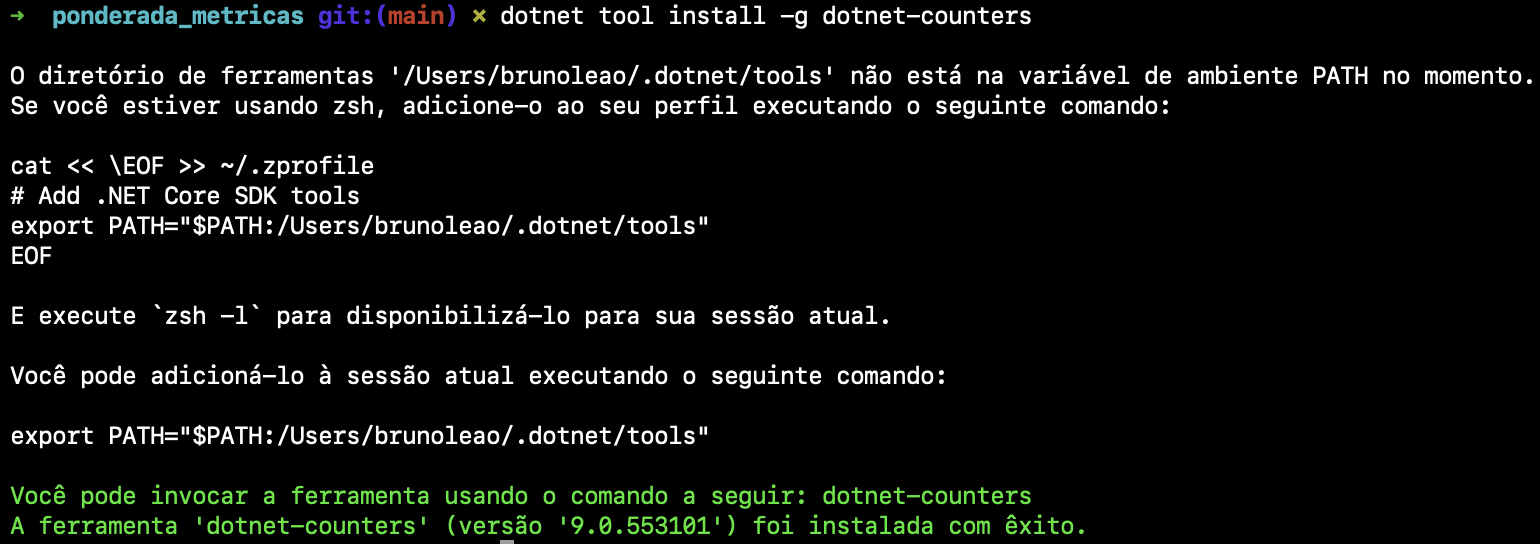 ➜  ponderada_metricas git:(main) ✗ dotnet tool install -g dotnet-counters
O diretório de ferramentas '/Users/brunoleao/.dotnet/tools' não está na variável de ambiente PATH no momento.
Se você estiver usando zsh, adicione-o ao seu perfil executando o seguinte comando:
cat << \EOF >> ~/.zprofile
# Add .NET Core SDK tools
export PATH="$PATH:/Users/brunoleao/.dotnet/tools"
EOF
E execute `zsh -l` para disponibilizá-lo para sua sessão atual.
Você pode adicioná-lo à sessão atual executando o seguinte comando:
export PATH="$PATH:/Users/brunoleao/.dotnet/tools"
Você pode invocar a ferramenta usando o comando a seguir: dotnet-counters
A ferramenta 'dotnet-counters' (versão '9.0.553101') foi instalada com êxito.